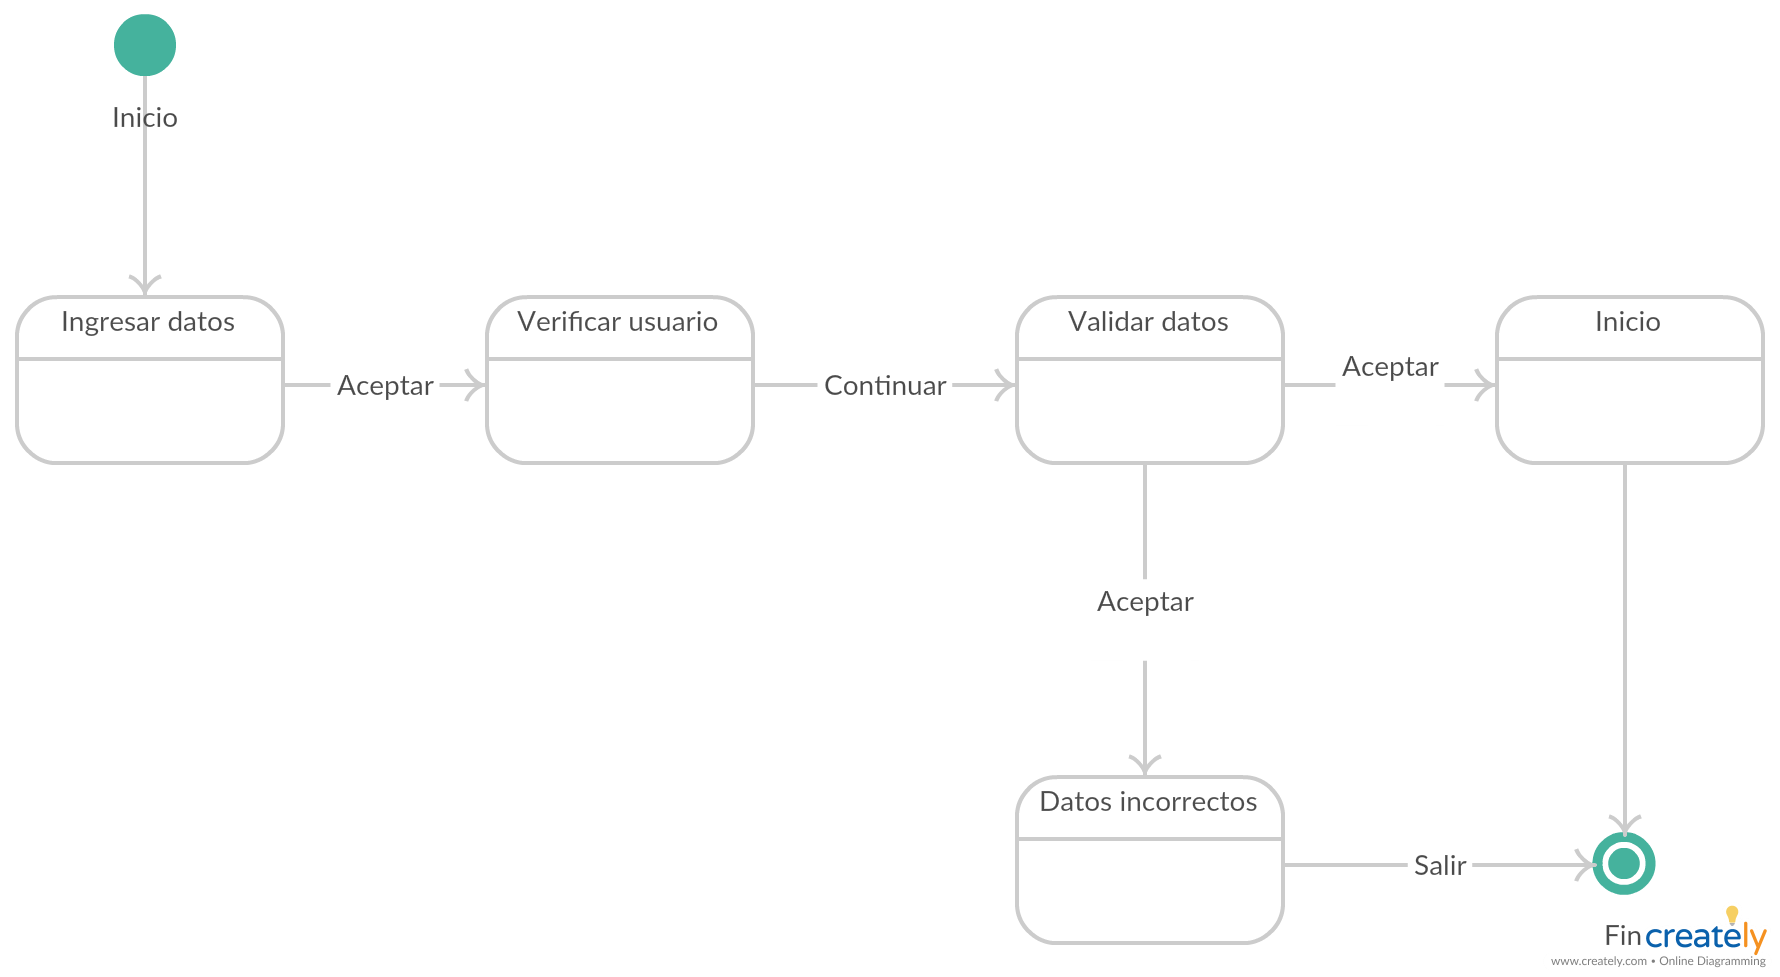 Inicio
Ingresar datos
Aceptar
Verificar usuario
Continuar
Validar datos
Aceptar
Inicio
Aceptar
Datos incorrectos
Salir
Fin
creately
www.creately.com • Online Diagramming